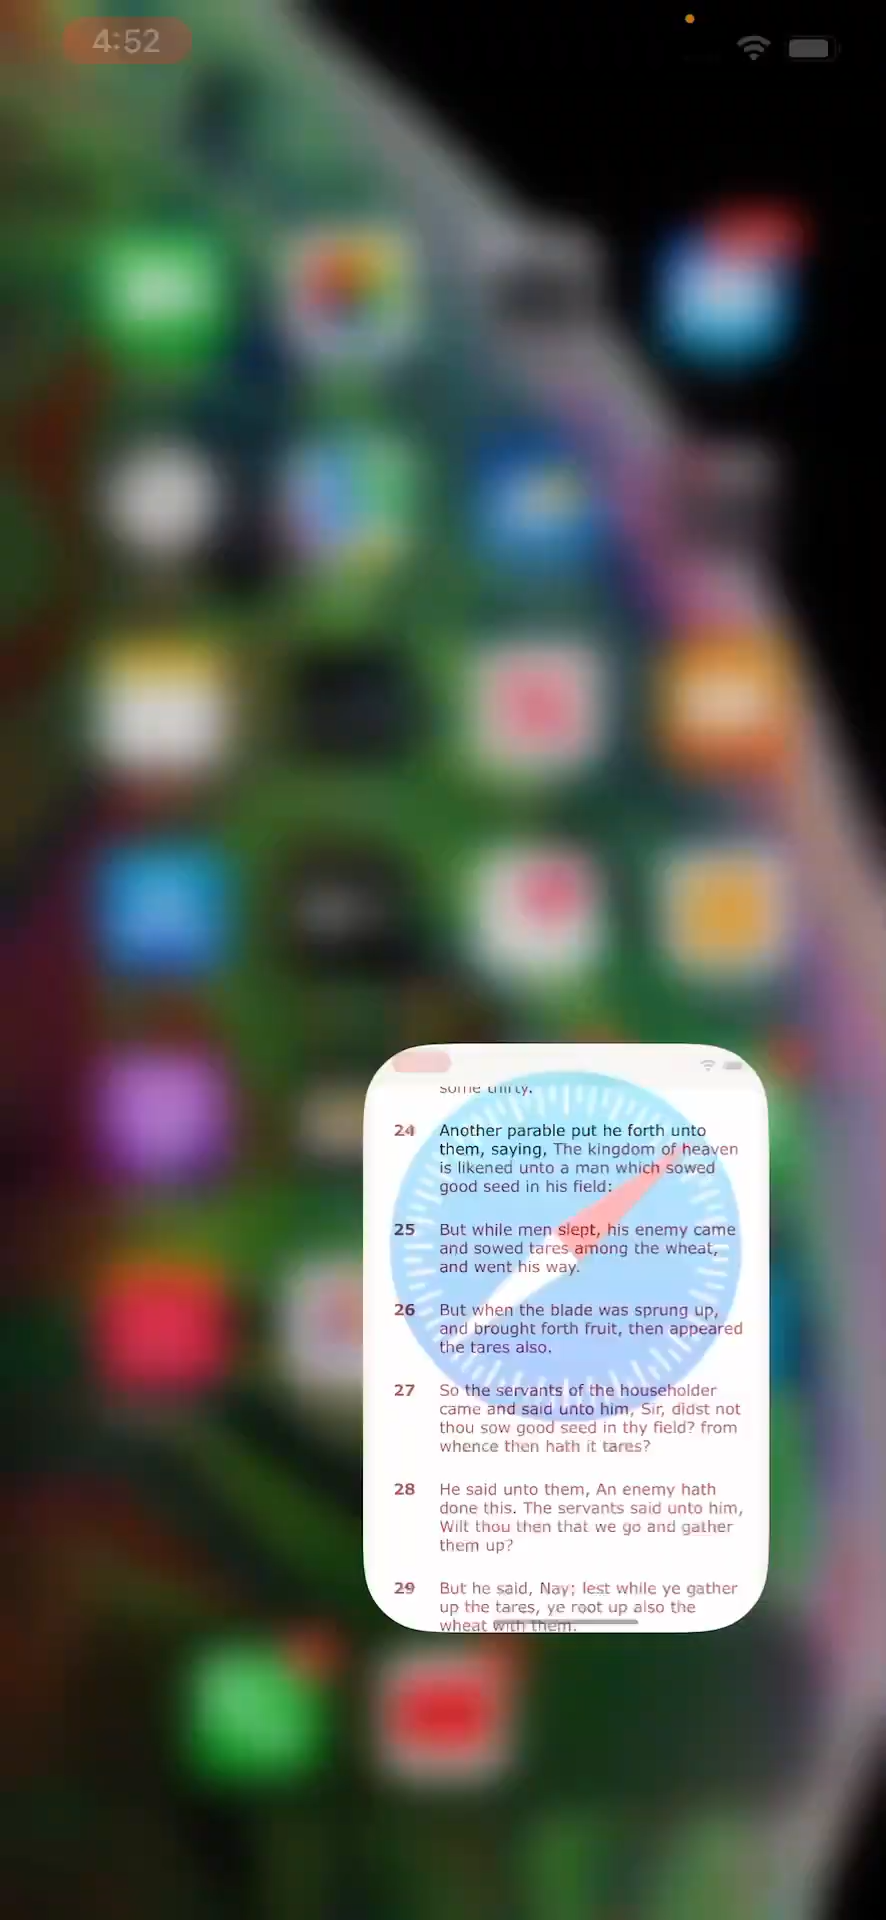 4:52
some thirty.
24 Another parable put he forth unto
them, saying, The kingdom of heaven
is likened unto a man which sowed
good seed in his field:
25 But while men slept, his enemy came
and sowed tares among the wheat,
and went his way.
26 But when the blade was sprung up,
and brought forth fruit, then appeared
the tares also.
27 So the servants of the householder
came and said unto him, Sir, didst not
thou sow good seed in thy field? from
whence then hath it tares?
28 He said unto them, An enemy hath
done this. The servants said unto him,
Wilt thou then that we go and gather
them up?
29 But he said, Nay; lest while ye gather
up the tares, ye root up also the
wheat with them.